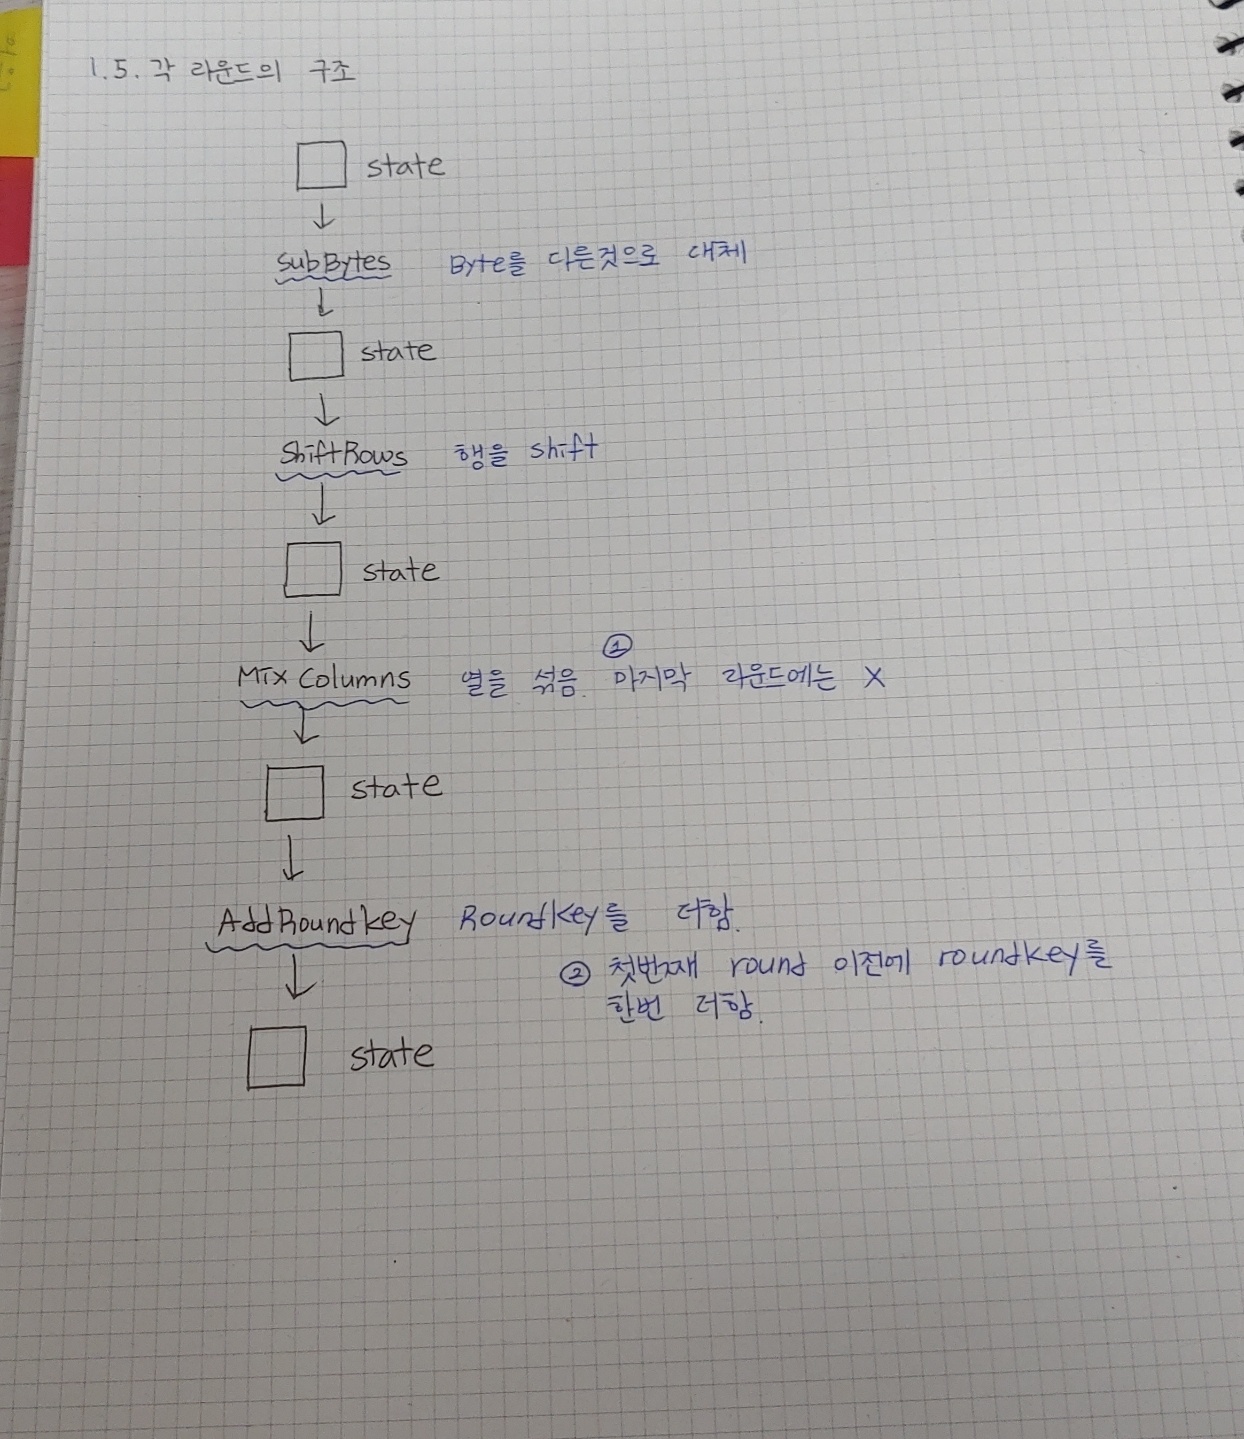 1.5. 각 라운드의 구조
state
SubBytes Byte를 다른것으로 대체
state
ShiftRows 행을 shift
state
①
MixColumns 열을 섞음. 마지막 라운드에는 X
state
AddRoundkey RoundKey를 더함.
② 첫번째 round 이전에 roundkey를
한번 더함.
state